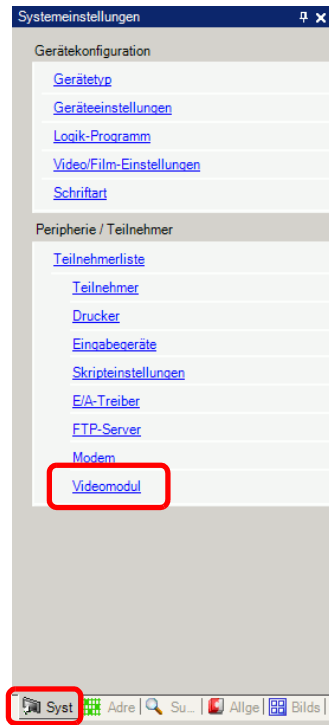 Systemeinstellungen
Gerätekonfiguration
Gerätetyp
Geräteeinstellungen
Logik-Programm
Video/Film-Einstellungen
Schriftart
Peripherie / Teilnehmer
Teilnehmerliste
Teilnehmer
Drucker
Eingabegeräte
Skripteinstellungen
E/A-Treiber
FTP-Server
Modem
Videomodul
Syst Adre Su... Allge Bilds